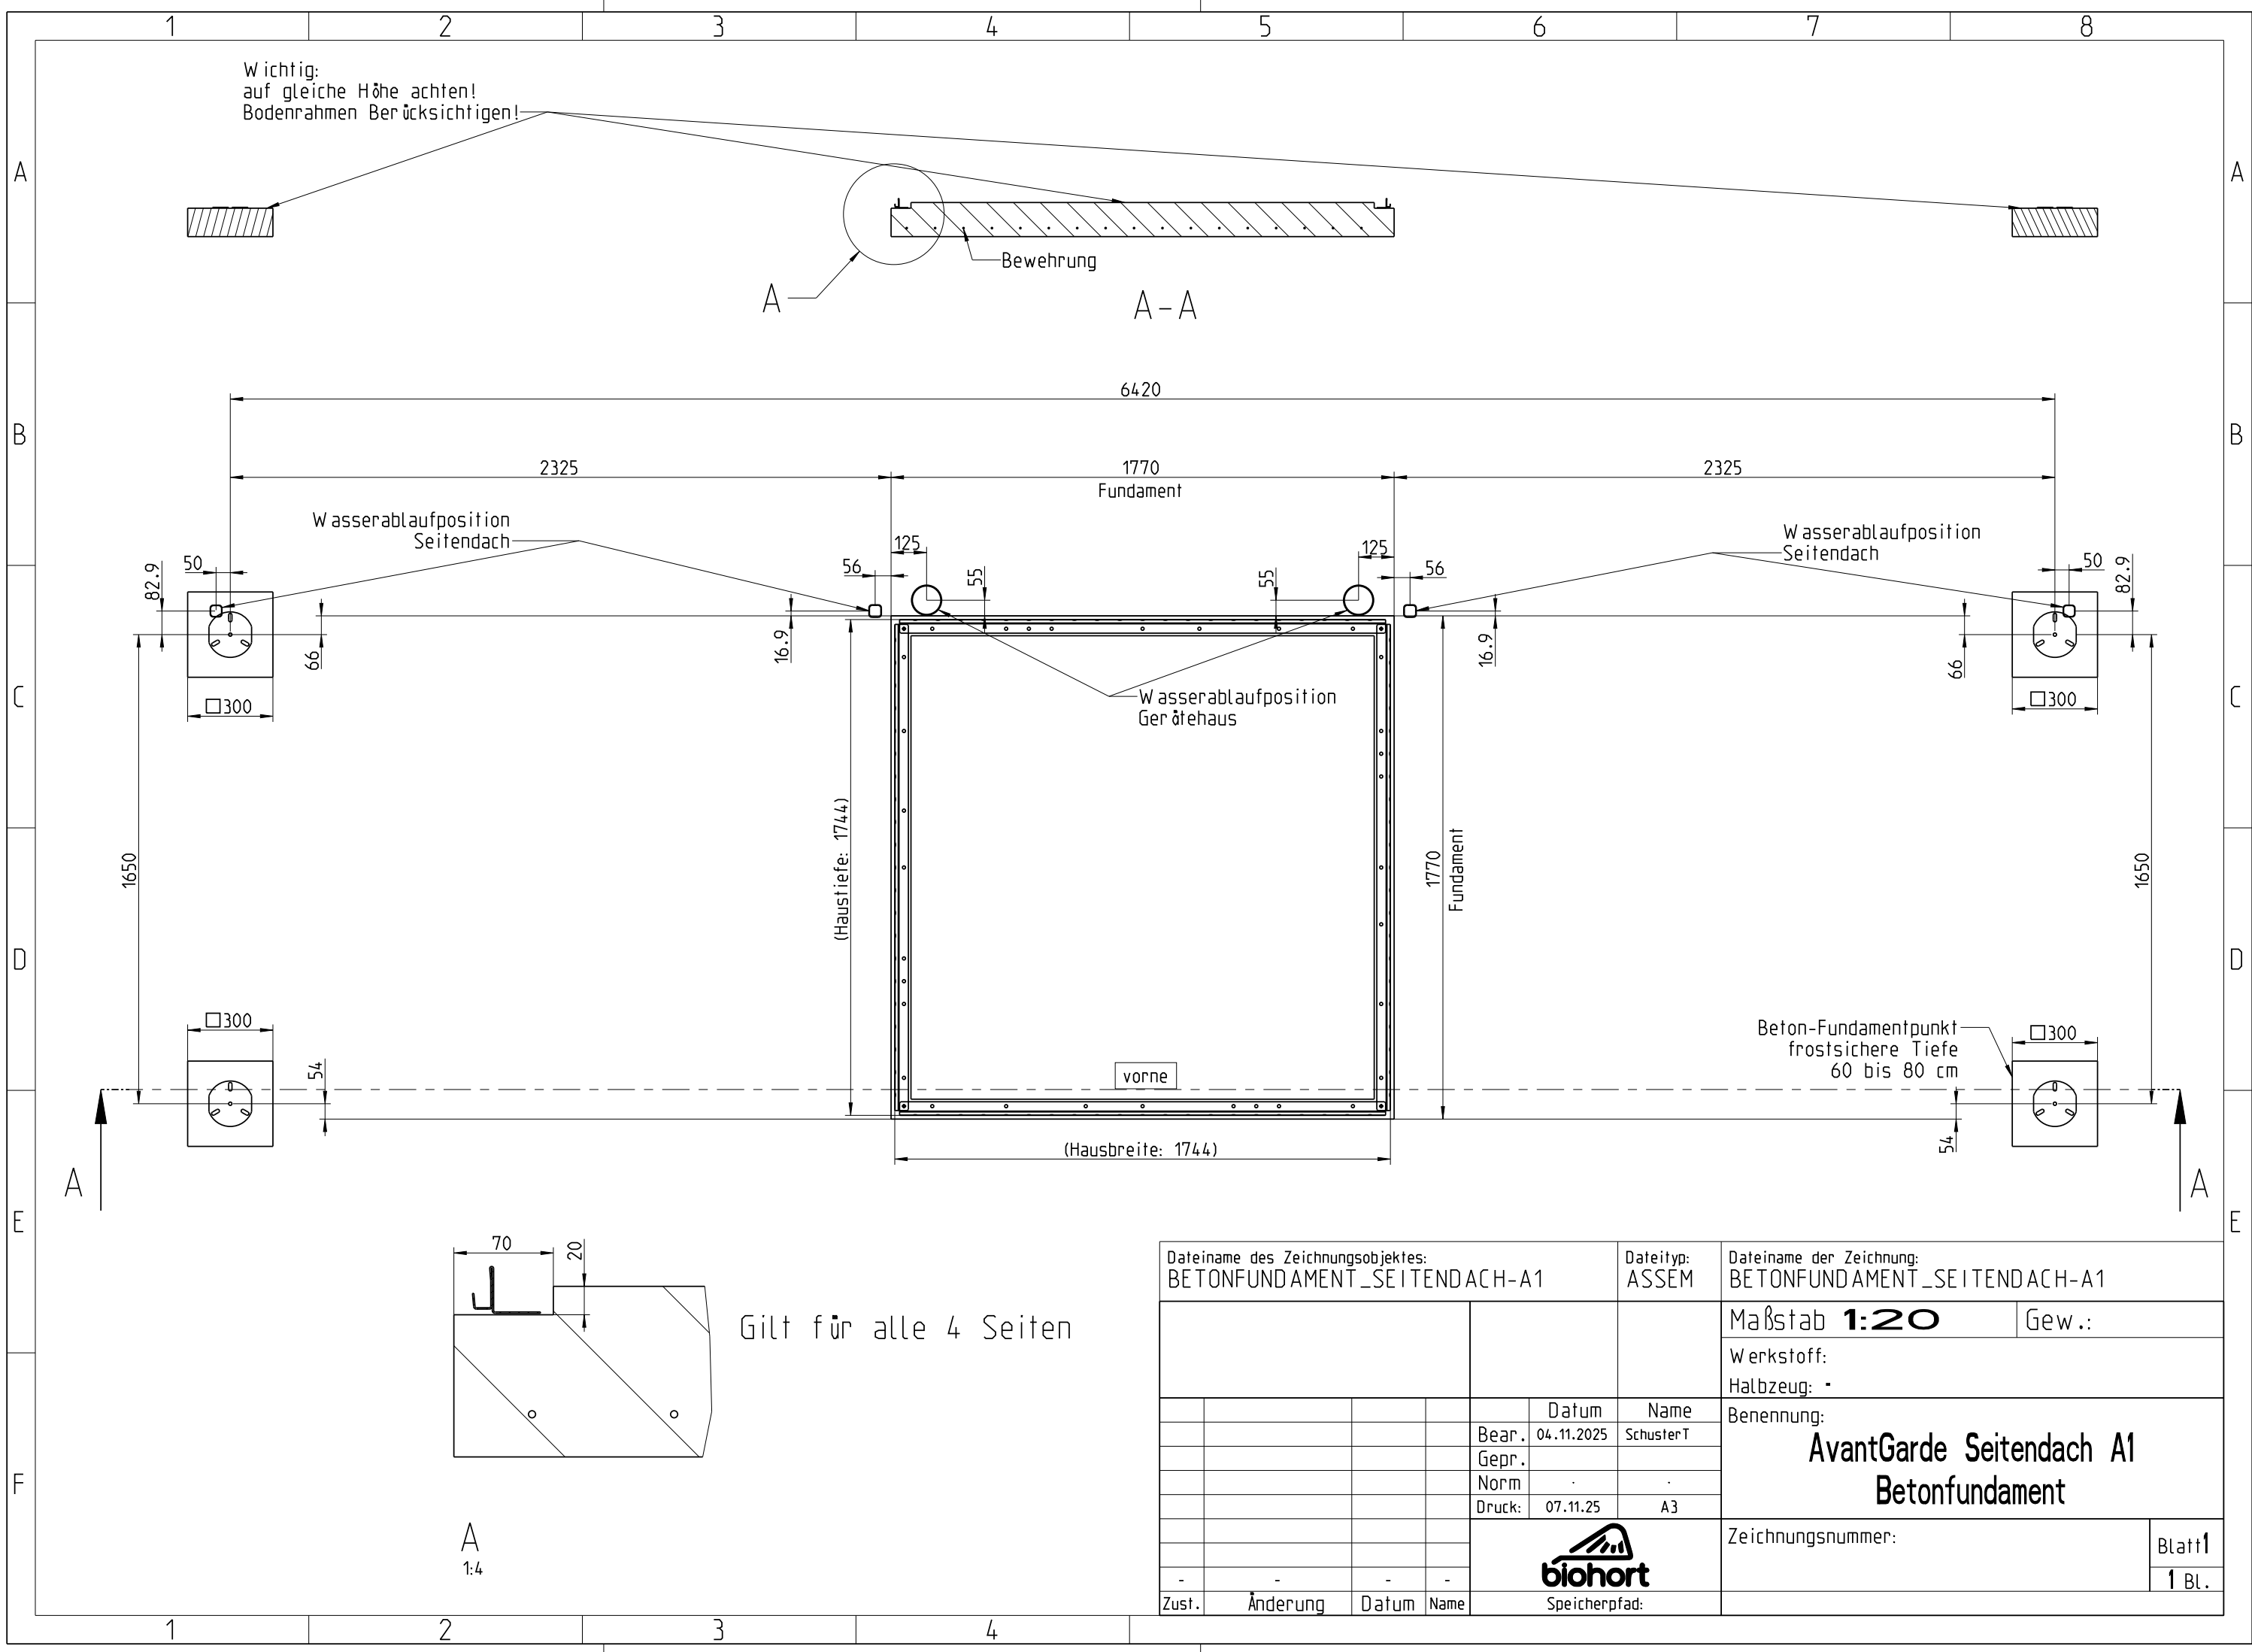 1 2 3 4 5 6 7 8
Wichtig:
auf gleiche Höhe achten!
Bodenrahmen Berücksichtigen!
A A
Bewehrung
A
A-A
6420
B B
2325 1770 2325
Fundament
Wasserablaufposition
Seitendach
Wasserablaufposition
Seitendach
125 125
50 56 55 55 56 50
82.9 82.9
16.9 16.9
66 66
□300 □300
C C
Wasserablaufposition
Gerätehaus
1650
(Haustiefe: 1744)
1770
Fundament
1650
D D
□300 □300
Beton-Fundamentpunkt
frostsichere Tiefe
60 bis 80 cm
54
vorne
54
(Hausbreite: 1744)
A A
E E
70 20
Gilt für alle 4 Seiten
A
1:4
F
Dateiname des Zeichnungsobjektes:
BETONFUNDAMENT_SEITENDACH-A1
Dateityp:
ASSEM
Dateiname der Zeichnung:
BETONFUNDAMENT_SEITENDACH-A1
Maßstab 1:20 Gew.:
Werkstoff:
Halbzeug: -
Datum Name
Bear. 04.11.2025 SchusterT
Gepr.
Norm . .
Druck: 07.11.25 A3
Benennung:
AvantGarde Seitendach A1
Betonfundament
biohort
Speicherpfad:
Zeichnungsnummer:
Blatt1
1 Bl.
- - - -
Zust. Änderung Datum Name
1 2 3 4